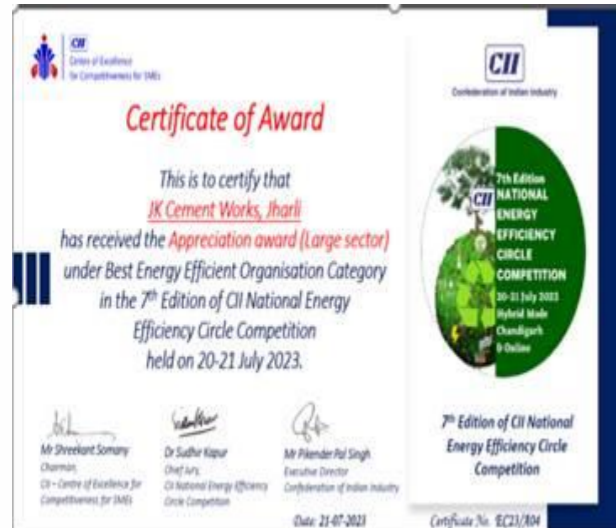 CII
Centre of Excellence
for Competitiveness for SMEs
Certificate of Award
This is to certify that
JK Cement Works, Jharli
has received the Appreciation award (Large sector)
under Best Energy Efficient Organisation Category
in the 7th Edition of CII National Energy
Efficiency Circle Competition
held on 20-21 July 2023.
Mr Shreekant Somany
Chairman,
CII – Centre of Excellence for
Competitiveness for SMEs
Dr Sudhir Kapur
Chief Jury,
CII National Energy Efficiency
Circle Competition
Mr Pikender Pal Singh
Executive Director
Confederation of Indian Industry
Date: 21-07-2023
CII
Confederation of Indian Industry
CII
7th Edition
NATIONAL
ENERGY
EFFICIENCY
CIRCLE
COMPETITION
20-21 July 2023
Hybrid Mode
Chandigarh
& Online
7th Edition of CII National
Energy Efficiency Circle
Competition
Certificate No. EC23/A04